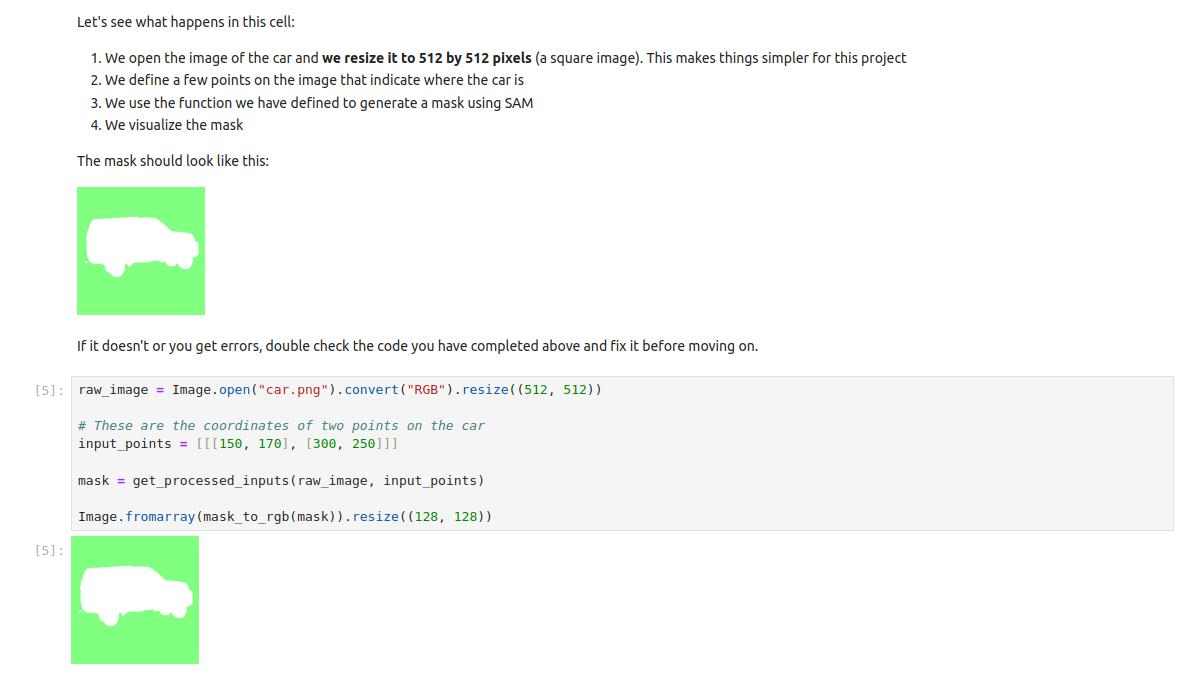 Let's see what happens in this cell:
1. We open the image of the car and we resize it to 512 by 512 pixels (a square image). This makes things simpler for this project
2. We define a few points on the image that indicate where the car is
3. We use the function we have defined to generate a mask using SAM
4. We visualize the mask
The mask should look like this:
If it doesn't or you get errors, double check the code you have completed above and fix it before moving on.
[5]: raw_image = Image.open("car.png").convert("RGB").resize((512, 512))
# These are the coordinates of two points on the car
input_points = [[[150, 170], [300, 250]]]
mask = get_processed_inputs(raw_image, input_points)
Image.fromarray(mask_to_rgb(mask)).resize((128, 128))
[5]: